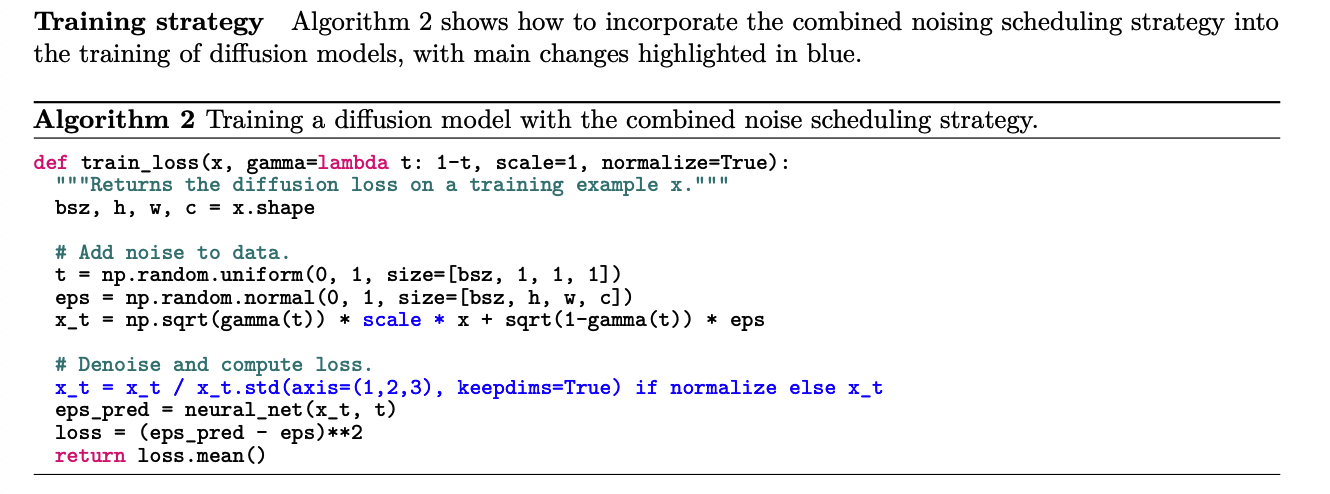 Training strategy Algorithm 2 shows how to incorporate the combined noising scheduling strategy into
the training of diffusion models, with main changes highlighted in blue.
Algorithm 2 Training a diffusion model with the combined noise scheduling strategy.
def train_loss(x, gamma=lambda t: 1-t, scale=1, normalize=True):
  """Returns the diffusion loss on a training example x."""
  bsz, h, w, c = x.shape

  # Add noise to data.
  t = np.random.uniform(0, 1, size=[bsz, 1, 1, 1])
  eps = np.random.normal(0, 1, size=[bsz, h, w, c])
  x_t = np.sqrt(gamma(t)) * scale * x + sqrt(1-gamma(t)) * eps

  # Denoise and compute loss.
  x_t = x_t / x_t.std(axis=(1,2,3), keepdims=True) if normalize else x_t
  eps_pred = neural_net(x_t, t)
  loss = (eps_pred - eps)**2
  return loss.mean()